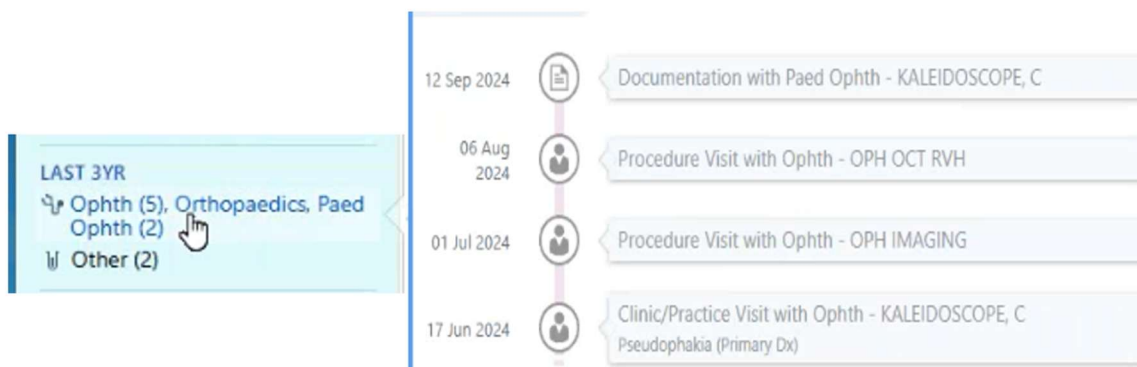 LAST 3YR
Ophth (5), Orthopaedics, Paed
Ophth (2)
Other (2)
12 Sep 2024
Documentation with Paed Ophth - KALEIDOSCOPE, C
06 Aug
2024
Procedure Visit with Ophth - OPH OCT RVH
01 Jul 2024
Procedure Visit with Ophth - OPH IMAGING
17 Jun 2024
Clinic/Practice Visit with Ophth - KALEIDOSCOPE, C
Pseudophakia (Primary Dx)